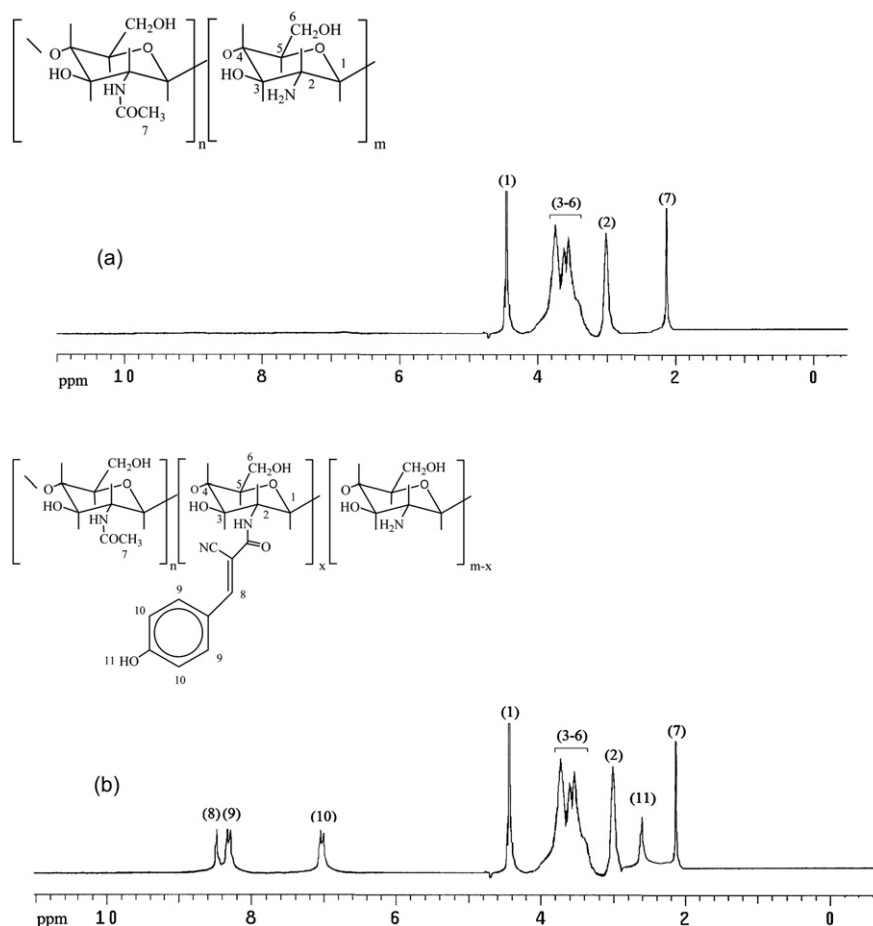 6
CH₂OH CH₂OH
O O 4 5 O 1
HO HO 3 2
HN H₂N
COCH₃
7
n m
(1) (3-6) (2) (7)
(a)
ppm 10 8 6 4 2 0
6
CH₂OH CH₂OH CH₂OH
O O 4 5 O 1 O O
HO HO 3 2 HO
HN HN H₂N
COCH₃ NC O
7
n x m-x
9 8
10
11 HO 9
10
(1) (3-6) (2) (7)
(b)
(8) (9) (10) (11)
ppm 10 8 6 4 2 0